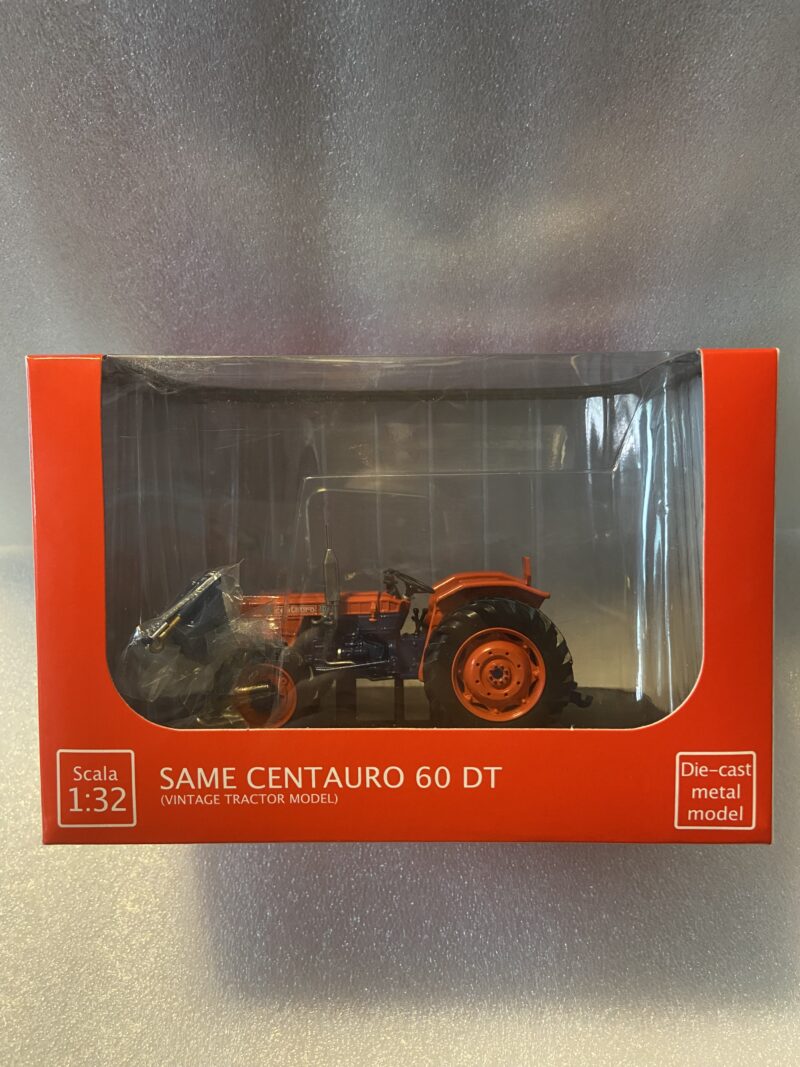 Scala
1:32
SAME CENTAURO 60 DT
(VINTAGE TRACTOR MODEL)
Die-cast
metal
model